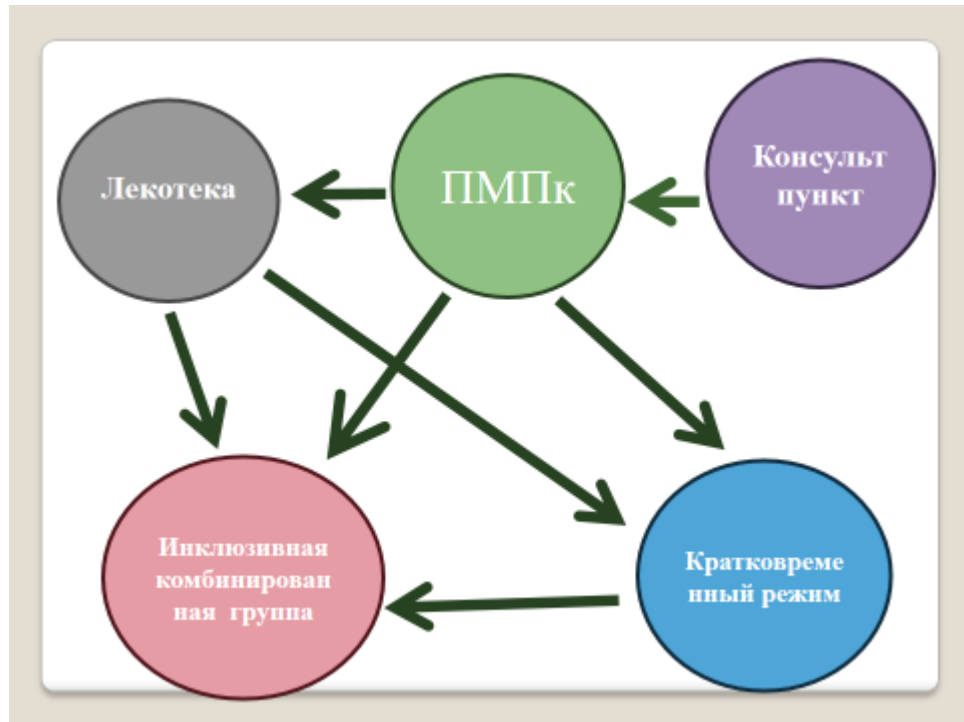 Лекотека
ПМПк
Консульт
пункт
Инклюзивная
комбинирован
ная группа
Кратковреме
нный режим